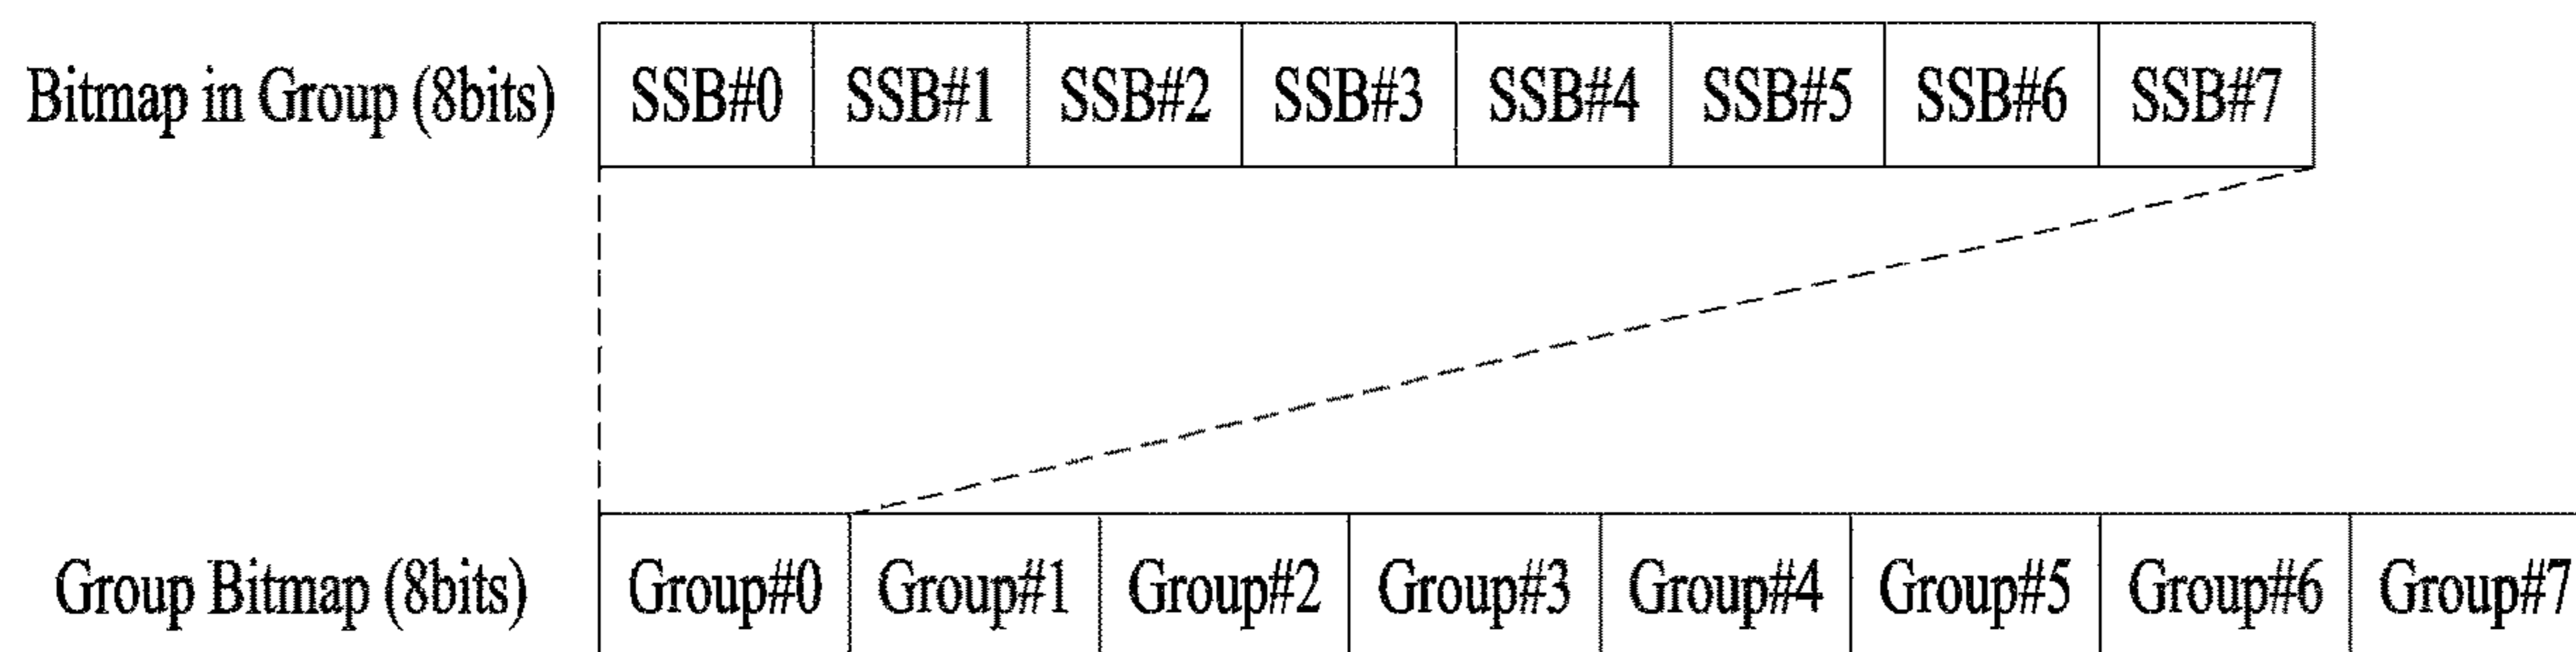 Bitmap in Group (8bits) SSB#0 SSB#1 SSB#2 SSB#3 SSB#4 SSB#5 SSB#6 SSB#7
Group Bitmap (8bits) Group#0 Group#1 Group#2 Group#3 Group#4 Group#5 Group#6 Group#7